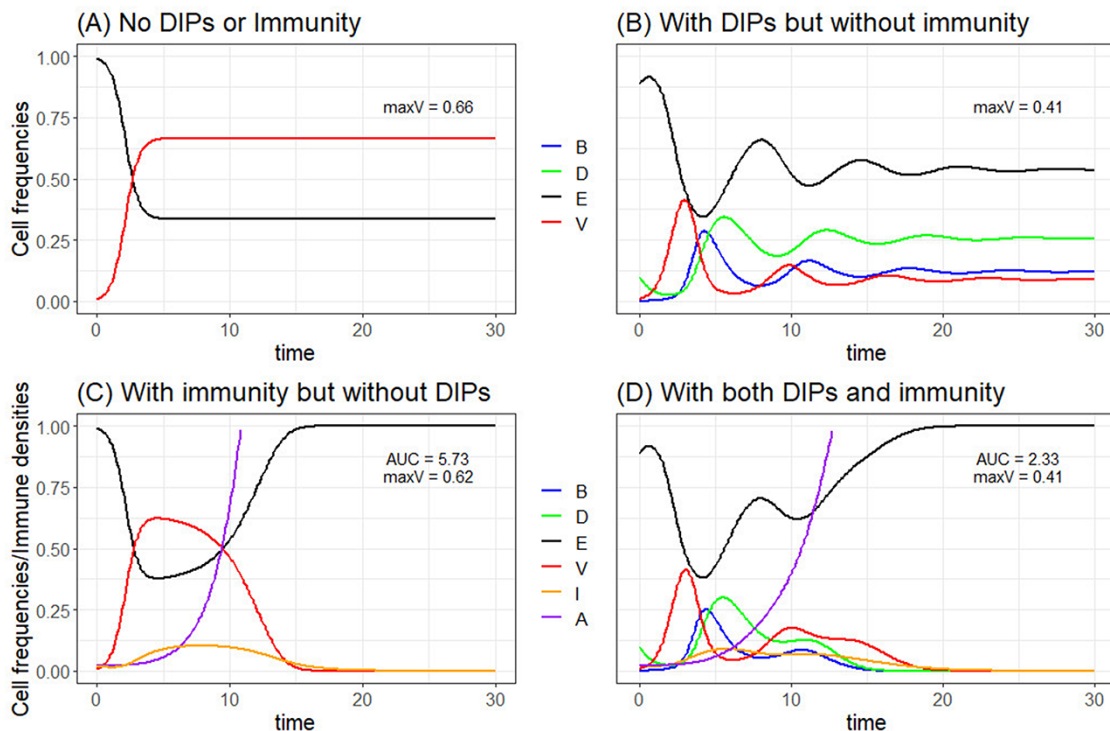 (A) No DIPs or Immunity
(B) With DIPs but without immunity
Cell frequencies
1.00
0.75
0.50
0.25
0.00
maxV = 0.66
0
10
20
30
time
B
D
E
V
maxV = 0.41
0
10
20
30
time
(C) With immunity but without DIPs
(D) With both DIPs and immunity
Cell frequencies/Immune densities
1.00
0.75
0.50
0.25
0.00
AUC = 5.73
maxV = 0.62
0
10
20
30
time
B
D
E
V
I
A
AUC = 2.33
maxV = 0.41
0
10
20
30
time